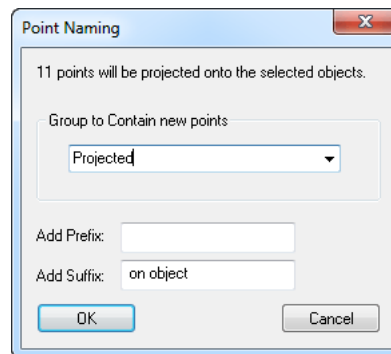 Point Naming
11 points will be projected onto the selected objects.
Group to Contain new points
Projected
Add Prefix:
Add Suffix: on object
OK Cancel